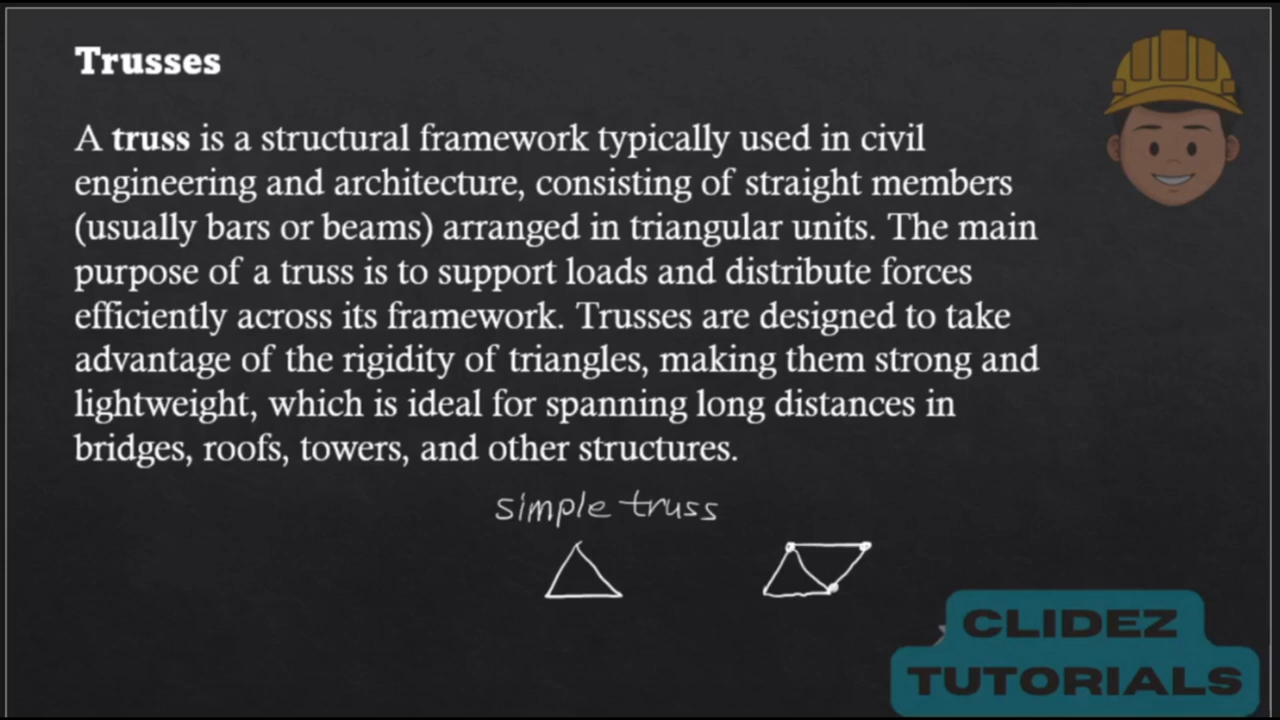 Trusses
A truss is a structural framework typically used in civil
engineering and architecture, consisting of straight members
(usually bars or beams) arranged in triangular units. The main
purpose of a truss is to support loads and distribute forces
efficiently across its framework. Trusses are designed to take
advantage of the rigidity of triangles, making them strong and
lightweight, which is ideal for spanning long distances in
bridges, roofs, towers, and other structures.
simple truss
CLIDEZ
TUTORIALS